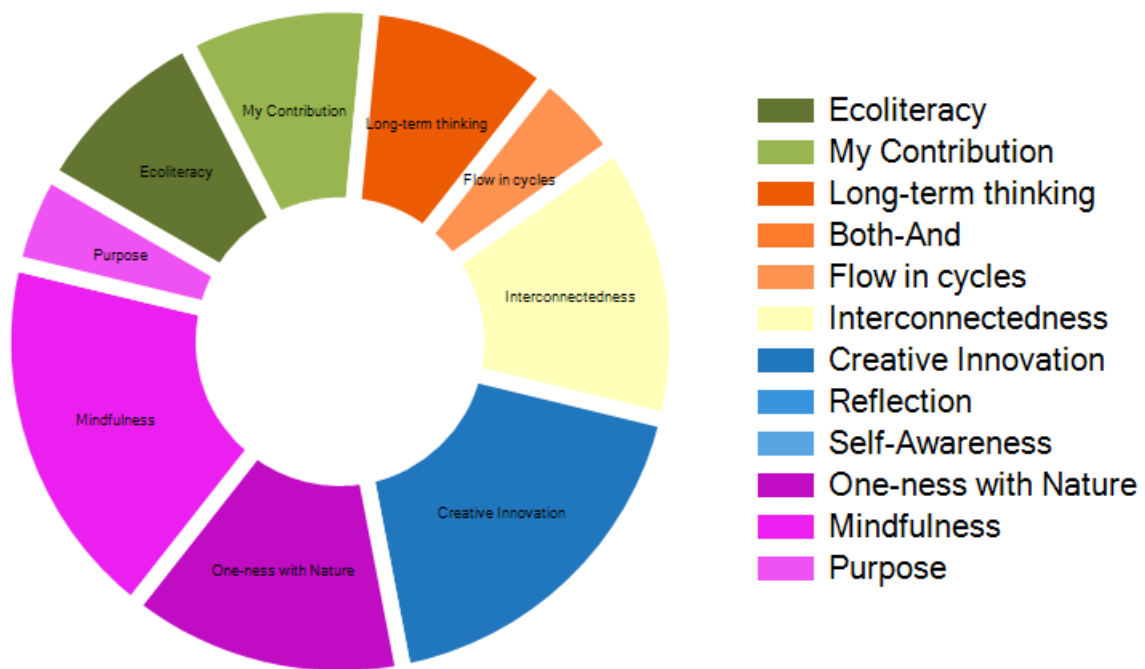 My Contribution
Long-term thinking
Ecoliteracy
Flow in cycles
Purpose
Interconnectedness
Mindfulness
Creative Innovation
One-ness with Nature
Ecoliteracy
My Contribution
Long-term thinking
Both-And
Flow in cycles
Interconnectedness
Creative Innovation
Reflection
Self-Awareness
One-ness with Nature
Mindfulness
Purpose